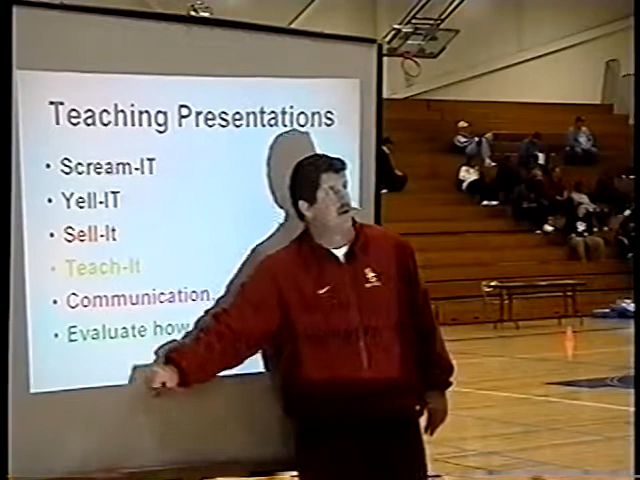 Teaching Presentations
• Scream-IT
• Yell-IT
• Sell-It
• Teach-It
• Communication
• Evaluate how